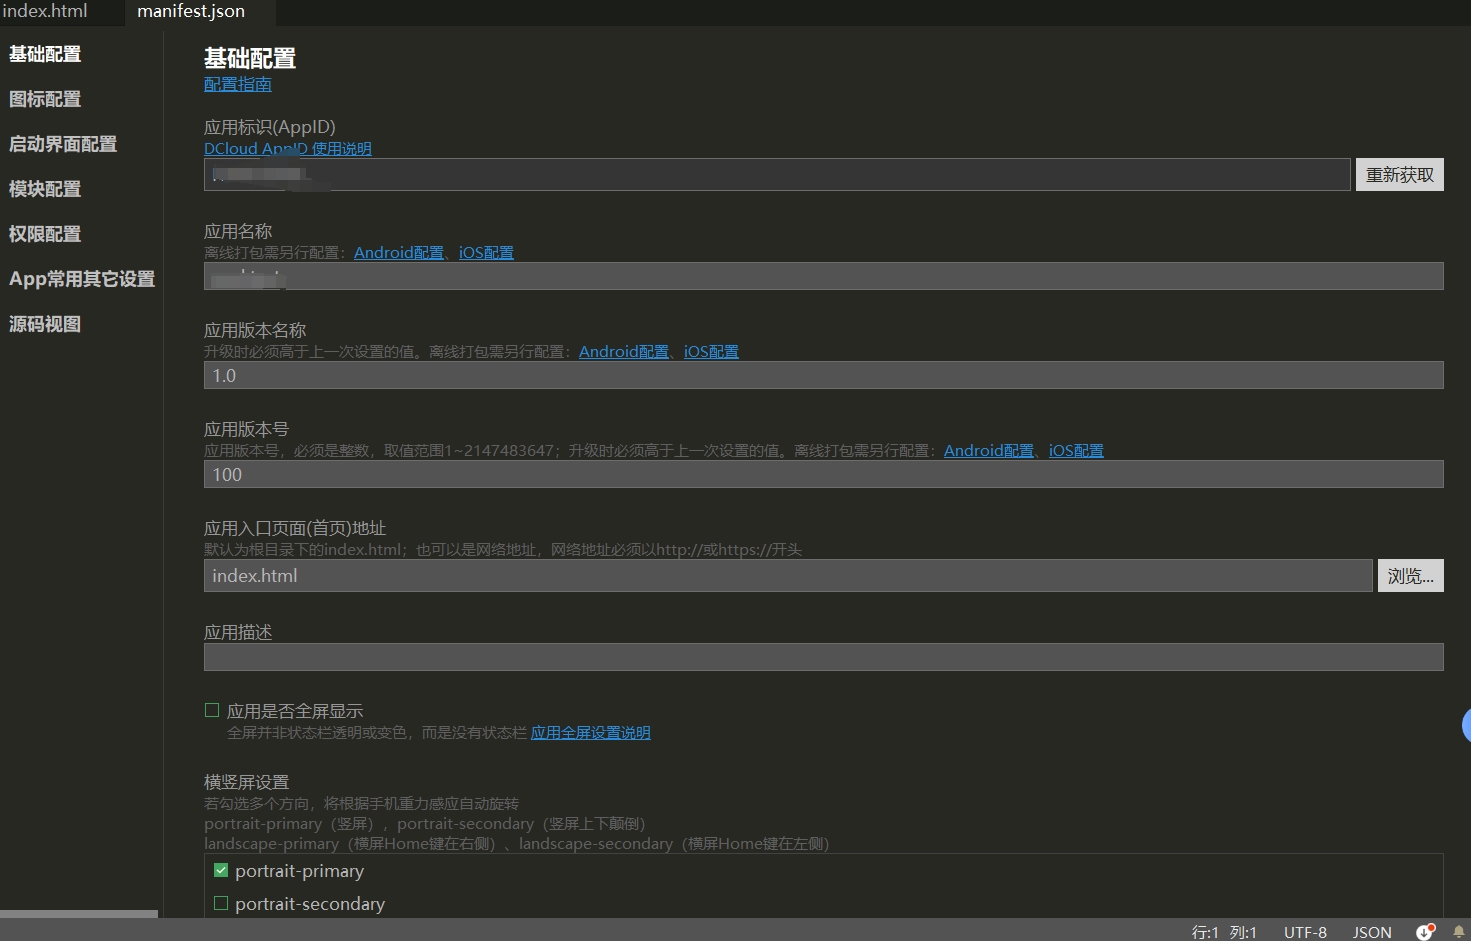 index.html
manifest.json
基础配置
图标配置
启动界面配置
模块配置
权限配置
App常用其它设置
源码视图
基础配置
配置指南
应用标识(AppID)
DCloud AppID 使用说明
重新获取
应用名称
离线打包需另行配置：Android配置、iOS配置
应用版本名称
升级时必须高于上一次设置的值。离线打包需另行配置：Android配置、iOS配置
1.0
应用版本号
应用版本号，必须是整数，取值范围1~2147483647；升级时必须高于上一次设置的值。离线打包需另行配置：Android配置、iOS配置
100
应用入口页面(首页)地址
默认为根目录下的index.html；也可以是网络地址，网络地址必须以http://或https://开头
index.html
浏览...
应用描述
应用是否全屏显示
全屏并非状态栏透明或变色，而是没有状态栏 应用全屏设置说明
横竖屏设置
若勾选多个方向，将根据手机重力感应自动旋转
portrait-primary（竖屏），portrait-secondary（竖屏上下颠倒）
landscape-primary（横屏Home键在右侧）、landscape-secondary（横屏Home键在左侧）
portrait-primary
portrait-secondary
行:1 列:1 UTF-8 JSON